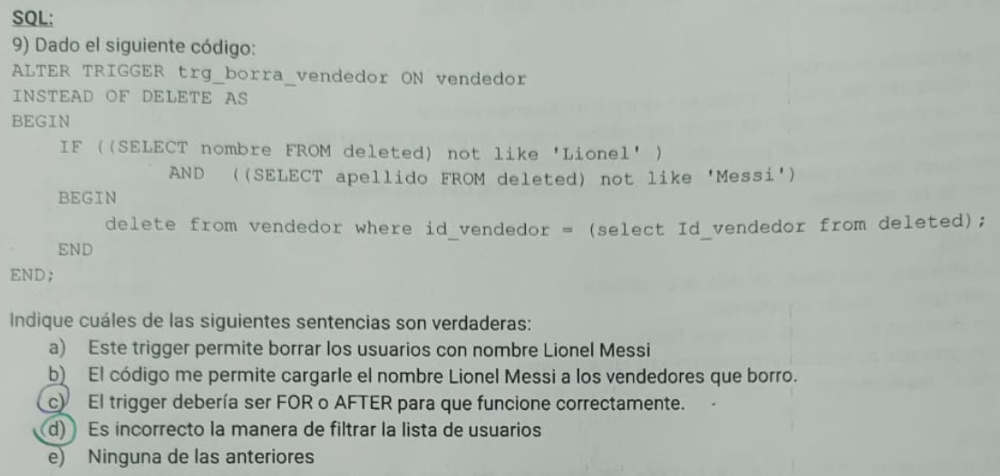 SQL:
9) Dado el siguiente código:
ALTER TRIGGER trg_borra_vendedor ON vendedor
INSTEAD OF DELETE AS
BEGIN
IF ((SELECT nombre FROM deleted) not like 'Lionel' )
AND ((SELECT apellido FROM deleted) not like 'Messi')
BEGIN
delete from vendedor where id_vendedor = (select Id_vendedor from deleted);
END
END;
Indique cuáles de las siguientes sentencias son verdaderas:
a) Este trigger permite borrar los usuarios con nombre Lionel Messi
b) El código me permite cargarle el nombre Lionel Messi a los vendedores que borro.
c) El trigger debería ser FOR o AFTER para que funcione correctamente.
d) Es incorrecto la manera de filtrar la lista de usuarios
e) Ninguna de las anteriores